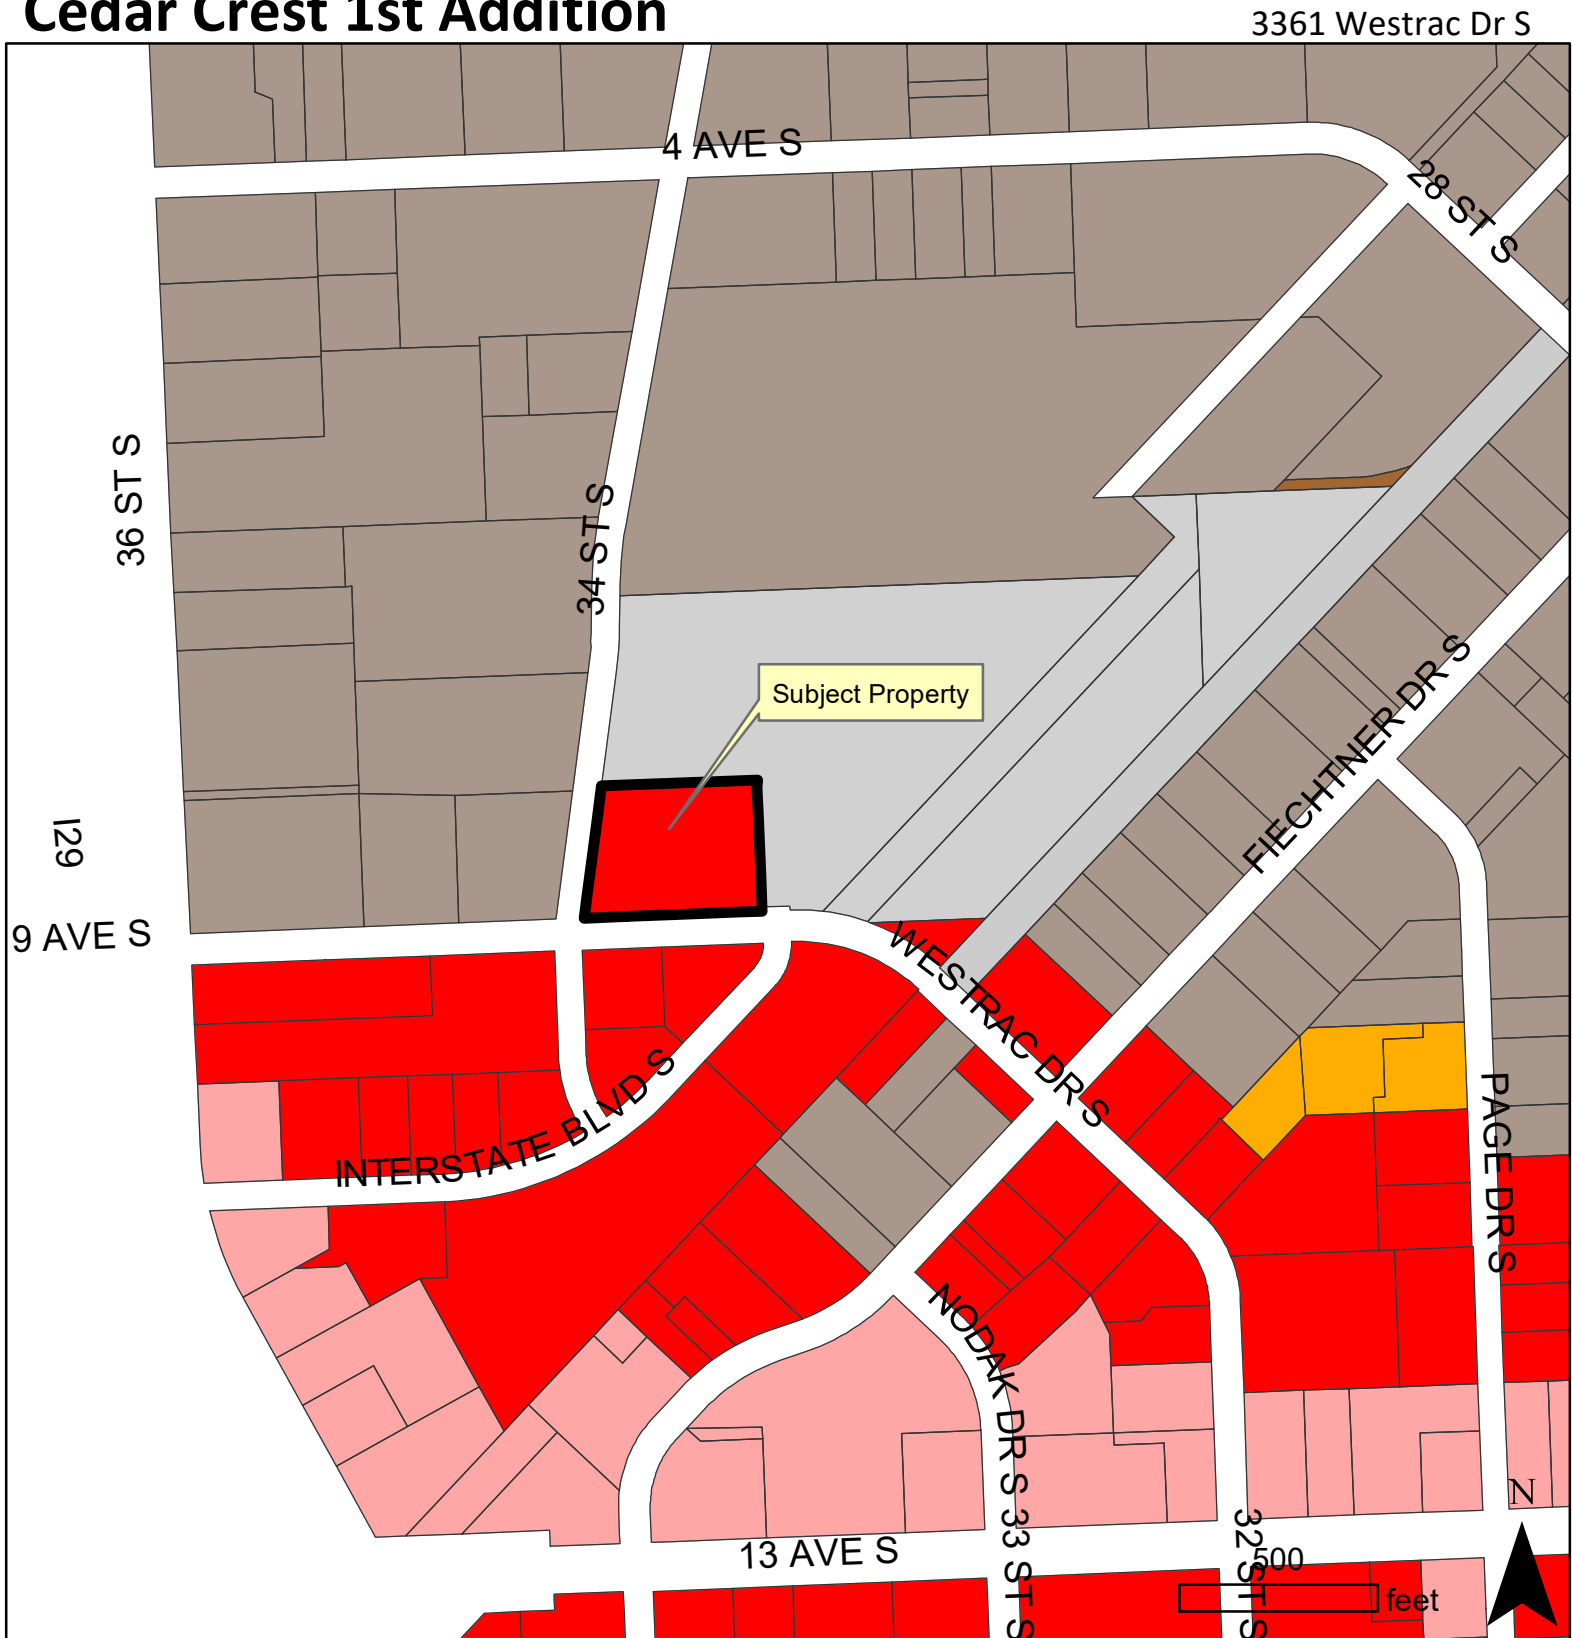 Cedar Crest 1st Addition
3361 Westrac Dr S
4 AVE S
28 ST S
36 ST S
34 ST S
Subject Property
FIECHTNER DR S
I29
9 AVE S
WESTRAC DR S
INTERSTATE BLVD S
PAGE DR S
NODAK DR S
N
13 AVE S
33 ST S
32 ST S
500
feet